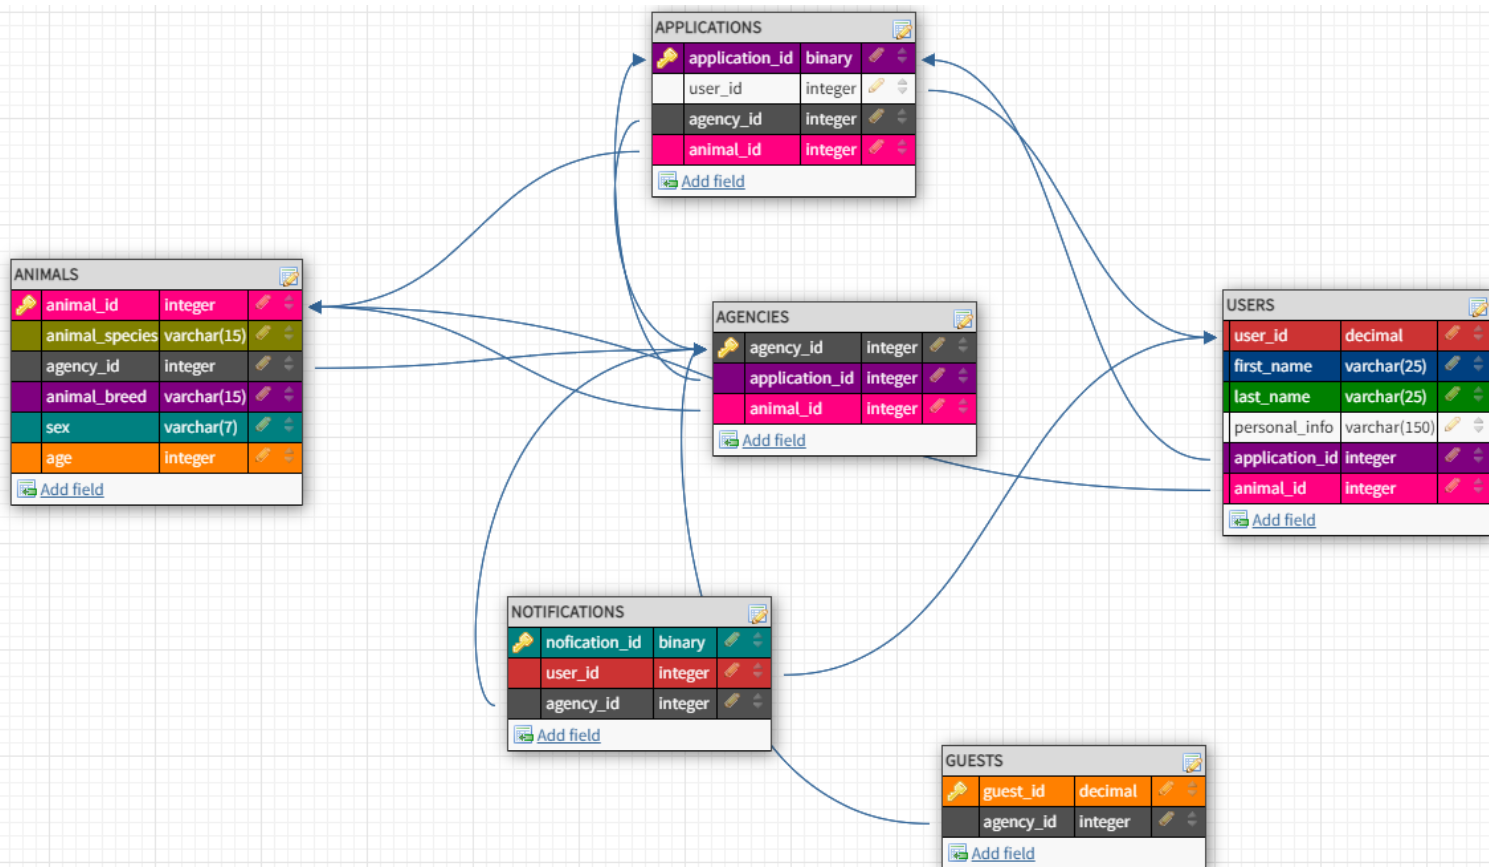 APPLICATIONS
application_id binary
user_id integer
agency_id integer
animal_id integer
Add field
ANIMALS
animal_id integer
animal_species varchar(15)
agency_id integer
animal_breed varchar(15)
sex varchar(7)
age integer
Add field
AGENCIES
agency_id integer
application_id integer
animal_id integer
Add field
USERS
user_id decimal
first_name varchar(25)
last_name varchar(25)
personal_info varchar(150)
application_id integer
animal_id integer
Add field
NOTIFICATIONS
nofication_id binary
user_id integer
agency_id integer
Add field
GUESTS
guest_id decimal
agency_id integer
Add field